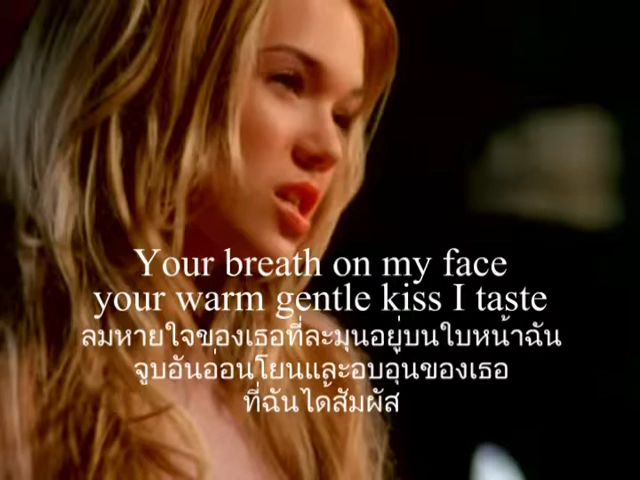 Your breath on my face
your warm gentle kiss I taste
ลมหายใจของเธอที่ละมุนอยู่บนใบหน้าฉัน
จูบอันอ่อนโยนและอบอุ่นของเธอ
ที่ฉันได้สัมผัส